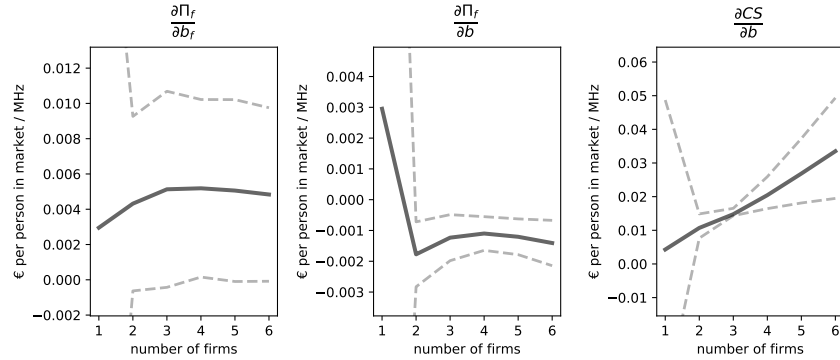 ∂Π_f/∂b_f
€ per person in market / MHz
0.012
0.010
0.008
0.006
0.004
0.002
0.000
−0.002
1 2 3 4 5 6
number of firms
∂Π_f/∂b
€ per person in market / MHz
0.004
0.003
0.002
0.001
0.000
−0.001
−0.002
−0.003
1 2 3 4 5 6
number of firms
∂CS/∂b
€ per person in market / MHz
0.06
0.05
0.04
0.03
0.02
0.01
0.00
−0.01
1 2 3 4 5 6
number of firms